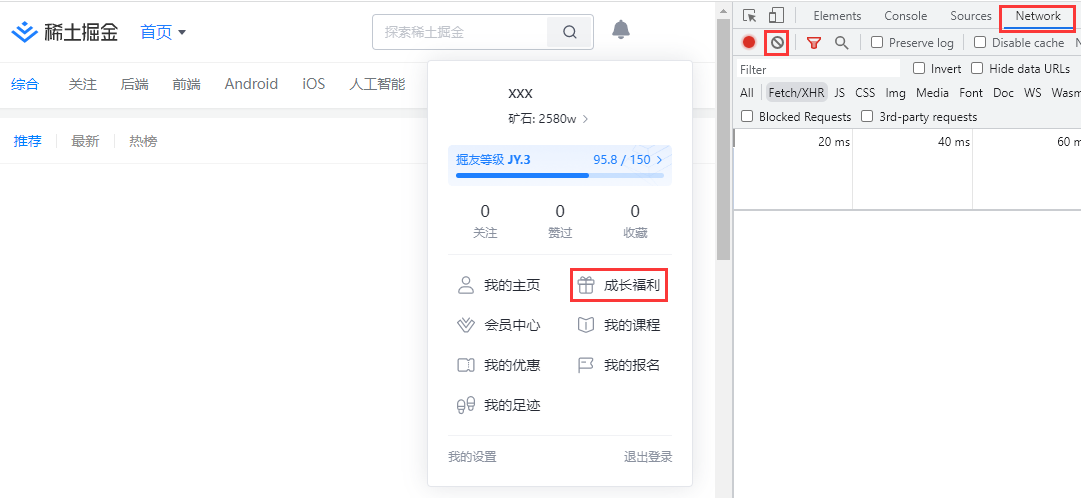 稀土掘金 首页 探索稀土掘金
综合 关注 后端 前端 Android iOS 人工智能
推荐 最新 热榜
XXX
矿石: 2580w
掘友等级 JY.3 95.8 / 150
0 0 0
关注 赞过 收藏
我的主页 成长福利
会员中心 我的课程
我的优惠 我的报名
我的足迹
我的设置 退出登录
Elements Console Sources Network
Preserve log Disable cache N
Filter Invert Hide data URLs
All Fetch/XHR JS CSS Img Media Font Doc WS Wasm
Blocked Requests 3rd-party requests
20 ms 40 ms 60 m